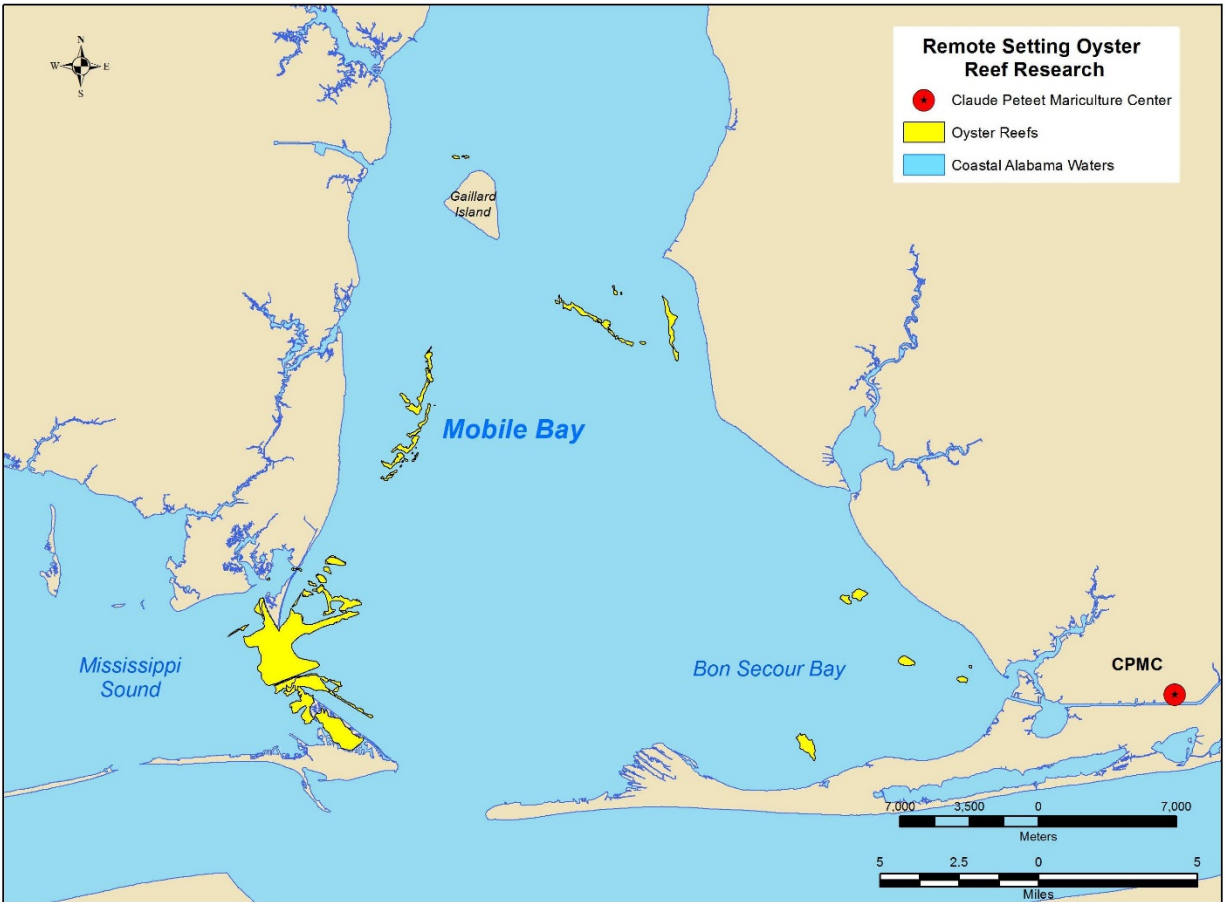 N
W E
S
Remote Setting Oyster
Reef Research
Claude Peteet Mariculture Center
Oyster Reefs
Coastal Alabama Waters
Gaillard
Island
Mobile Bay
Mississippi
Sound
Bon Secour Bay
CPMC
7,000 3,500 0 7,000
Meters
5 2.5 0 5
Miles